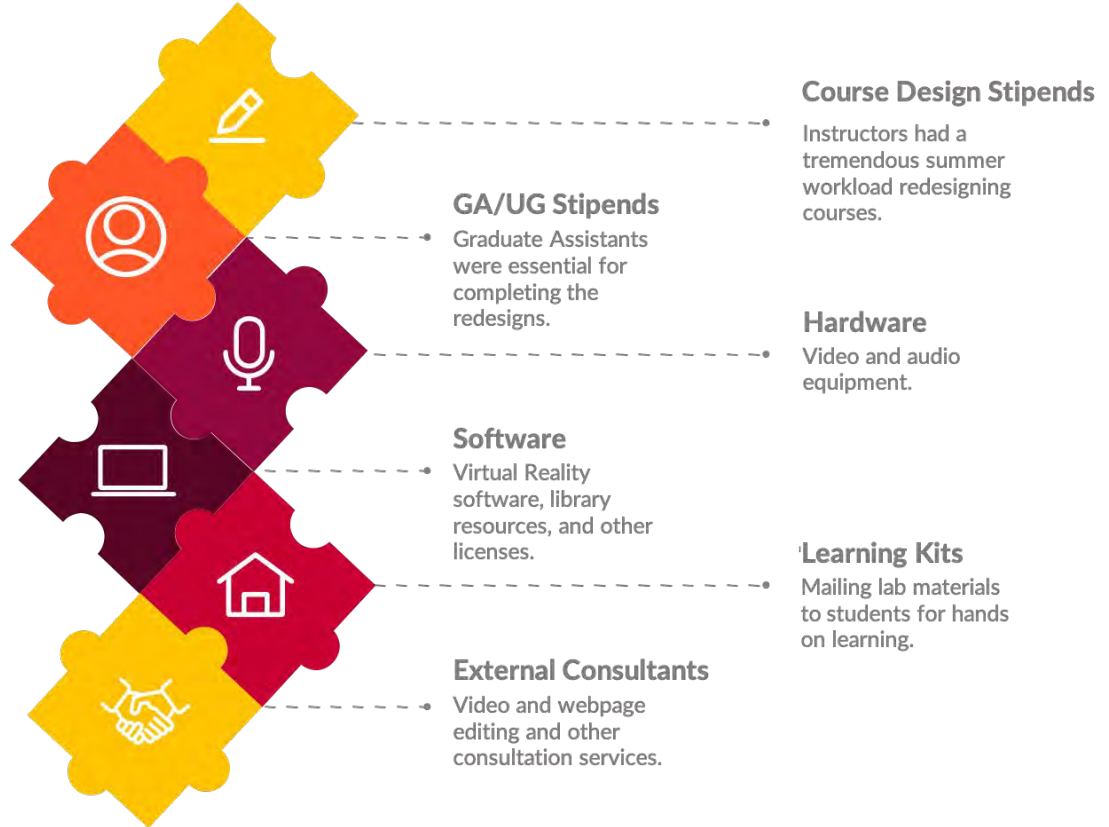 Course Design Stipends
Instructors had a
tremendous summer
workload redesigning
courses.
GA/UG Stipends
Graduate Assistants
were essential for
completing the
redesigns.
Hardware
Video and audio
equipment.
Software
Virtual Reality
software, library
resources, and other
licenses.
Learning Kits
Mailing lab materials
to students for hands
on learning.
External Consultants
Video and webpage
editing and other
consultation services.